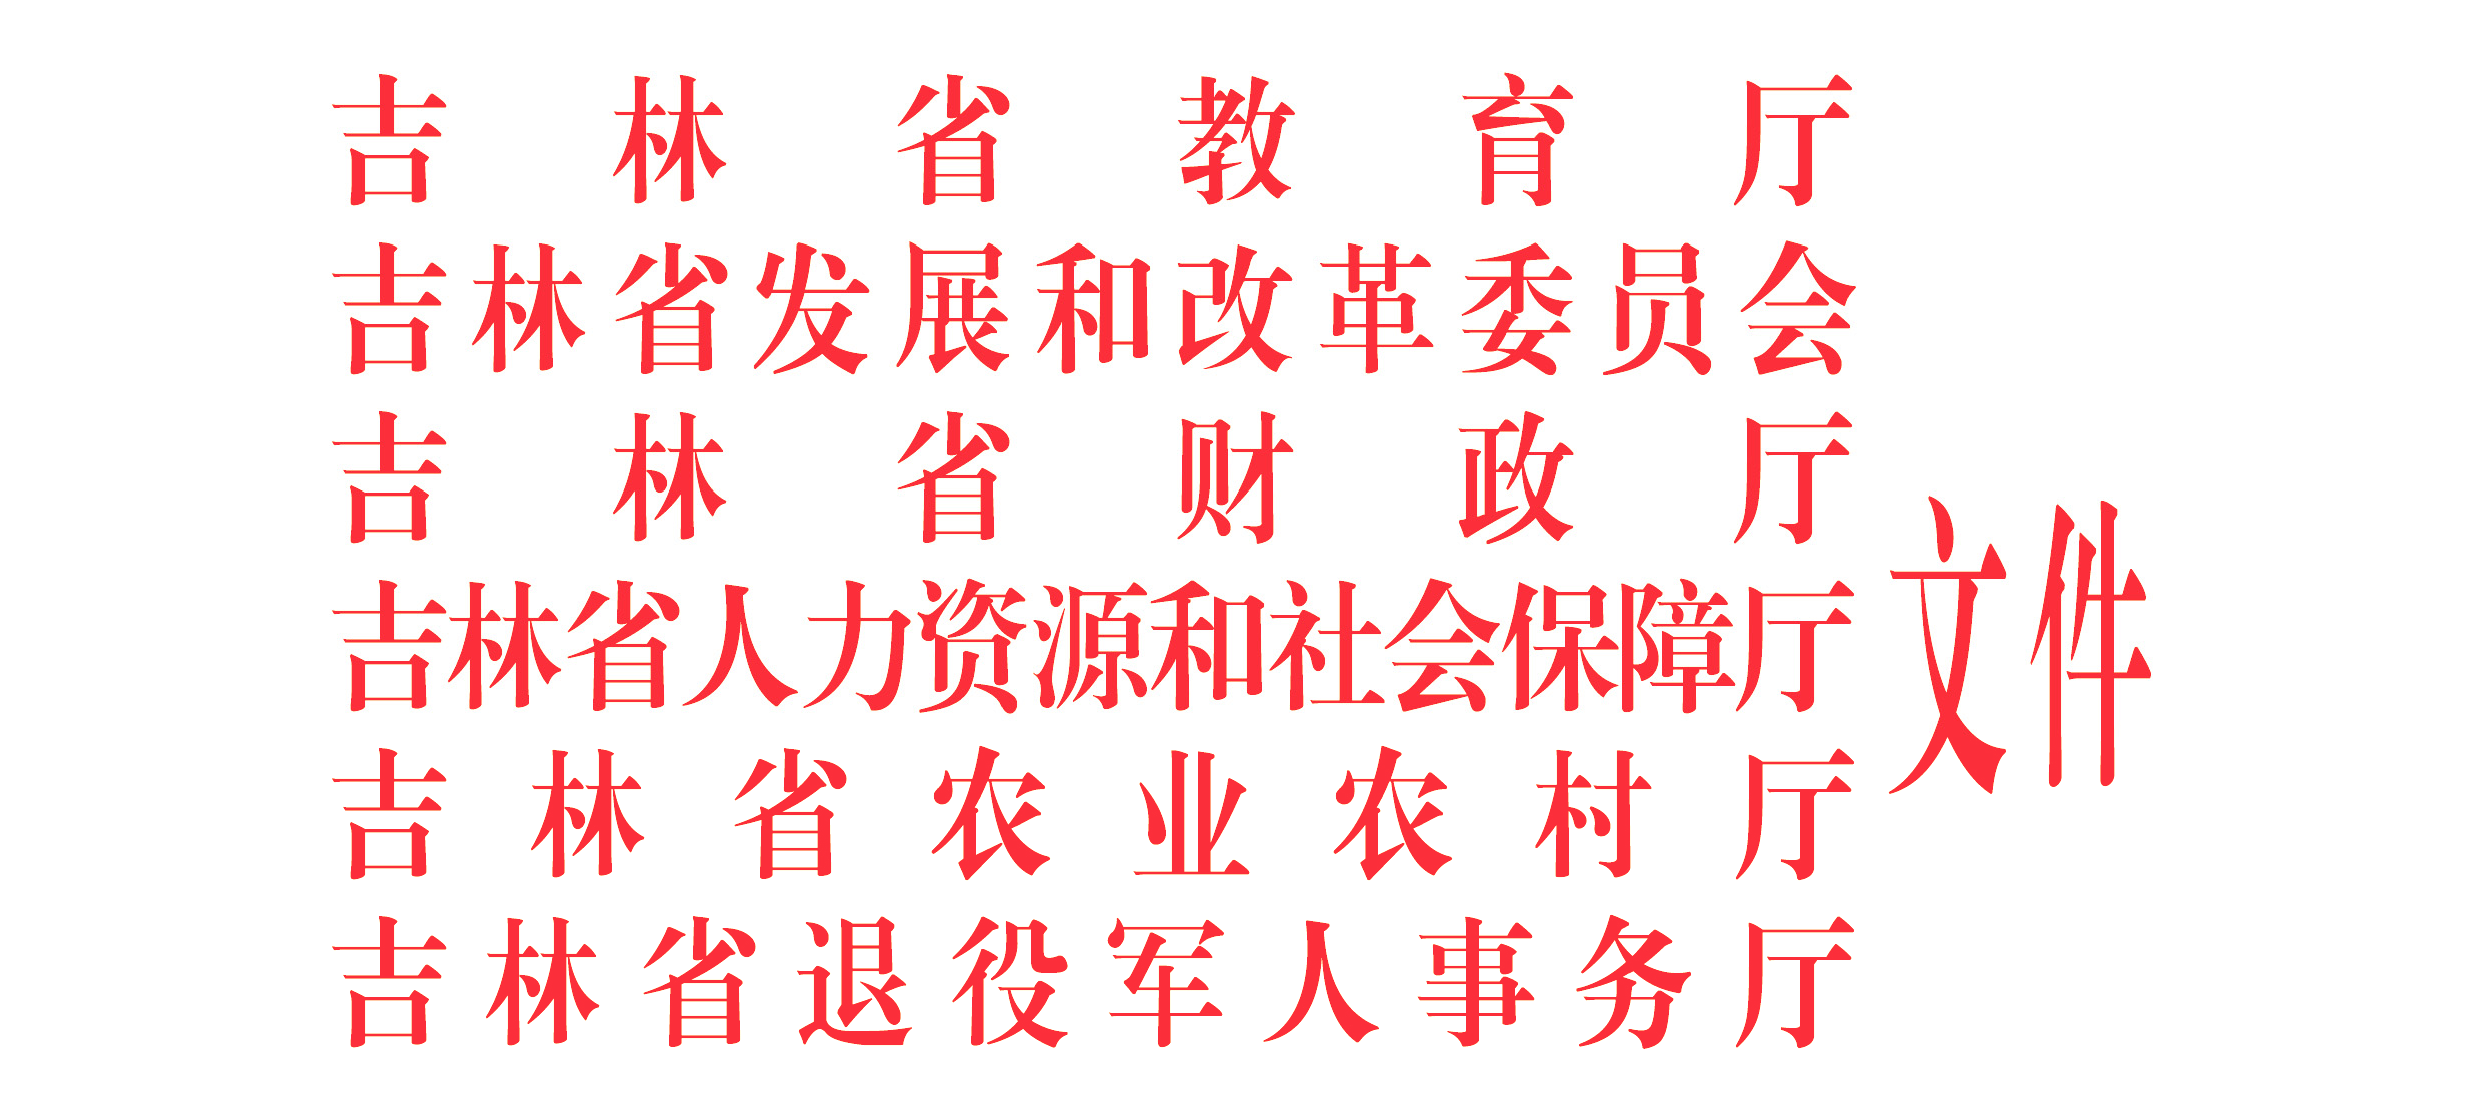 吉林省教育厅
吉林省发展和改革委员会
吉林省财政厅
吉林省人力资源和社会保障厅
吉林省农业农村厅
吉林省退役军人事务厅
文件